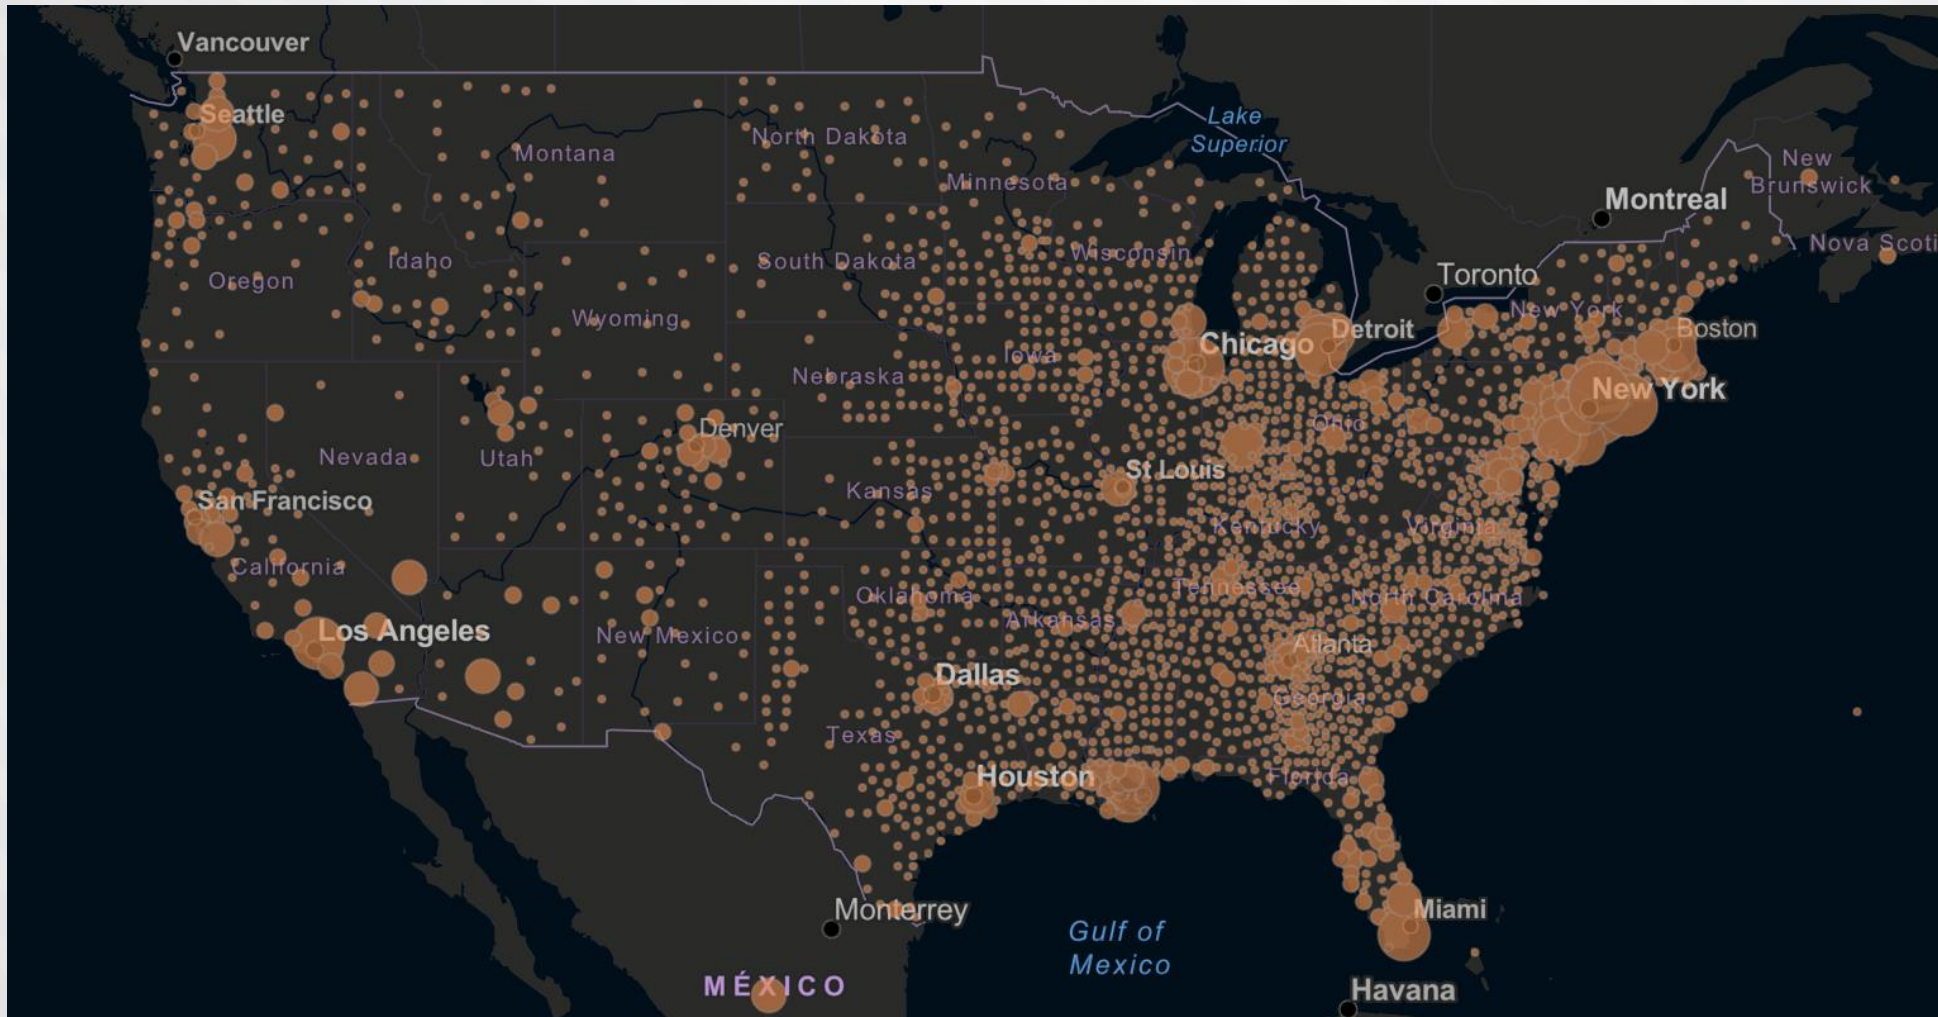 Vancouver
Seattle
Lake
Superior
North Dakota
Montana
Minnesota
New
Brunswick
Montreal
Nova Scoti
Wisconsin
Idaho
South Dakota
Oregon
Toronto
New York
Wyoming
Detroit
Boston
Chicago
Iowa
Nebraska
New York
Denver
Ohio
Nevada
Utah
St Louis
Kansas
San Francisco
Kentucky
Virginia
California
Tennessee
Oklahoma
North Carolina
Arkansas
Los Angeles
New Mexico
Atlanta
Dallas
Georgia
Texas
Houston
Florida
Monterrey
Miami
Gulf of
Mexico
MÉXICO
Havana